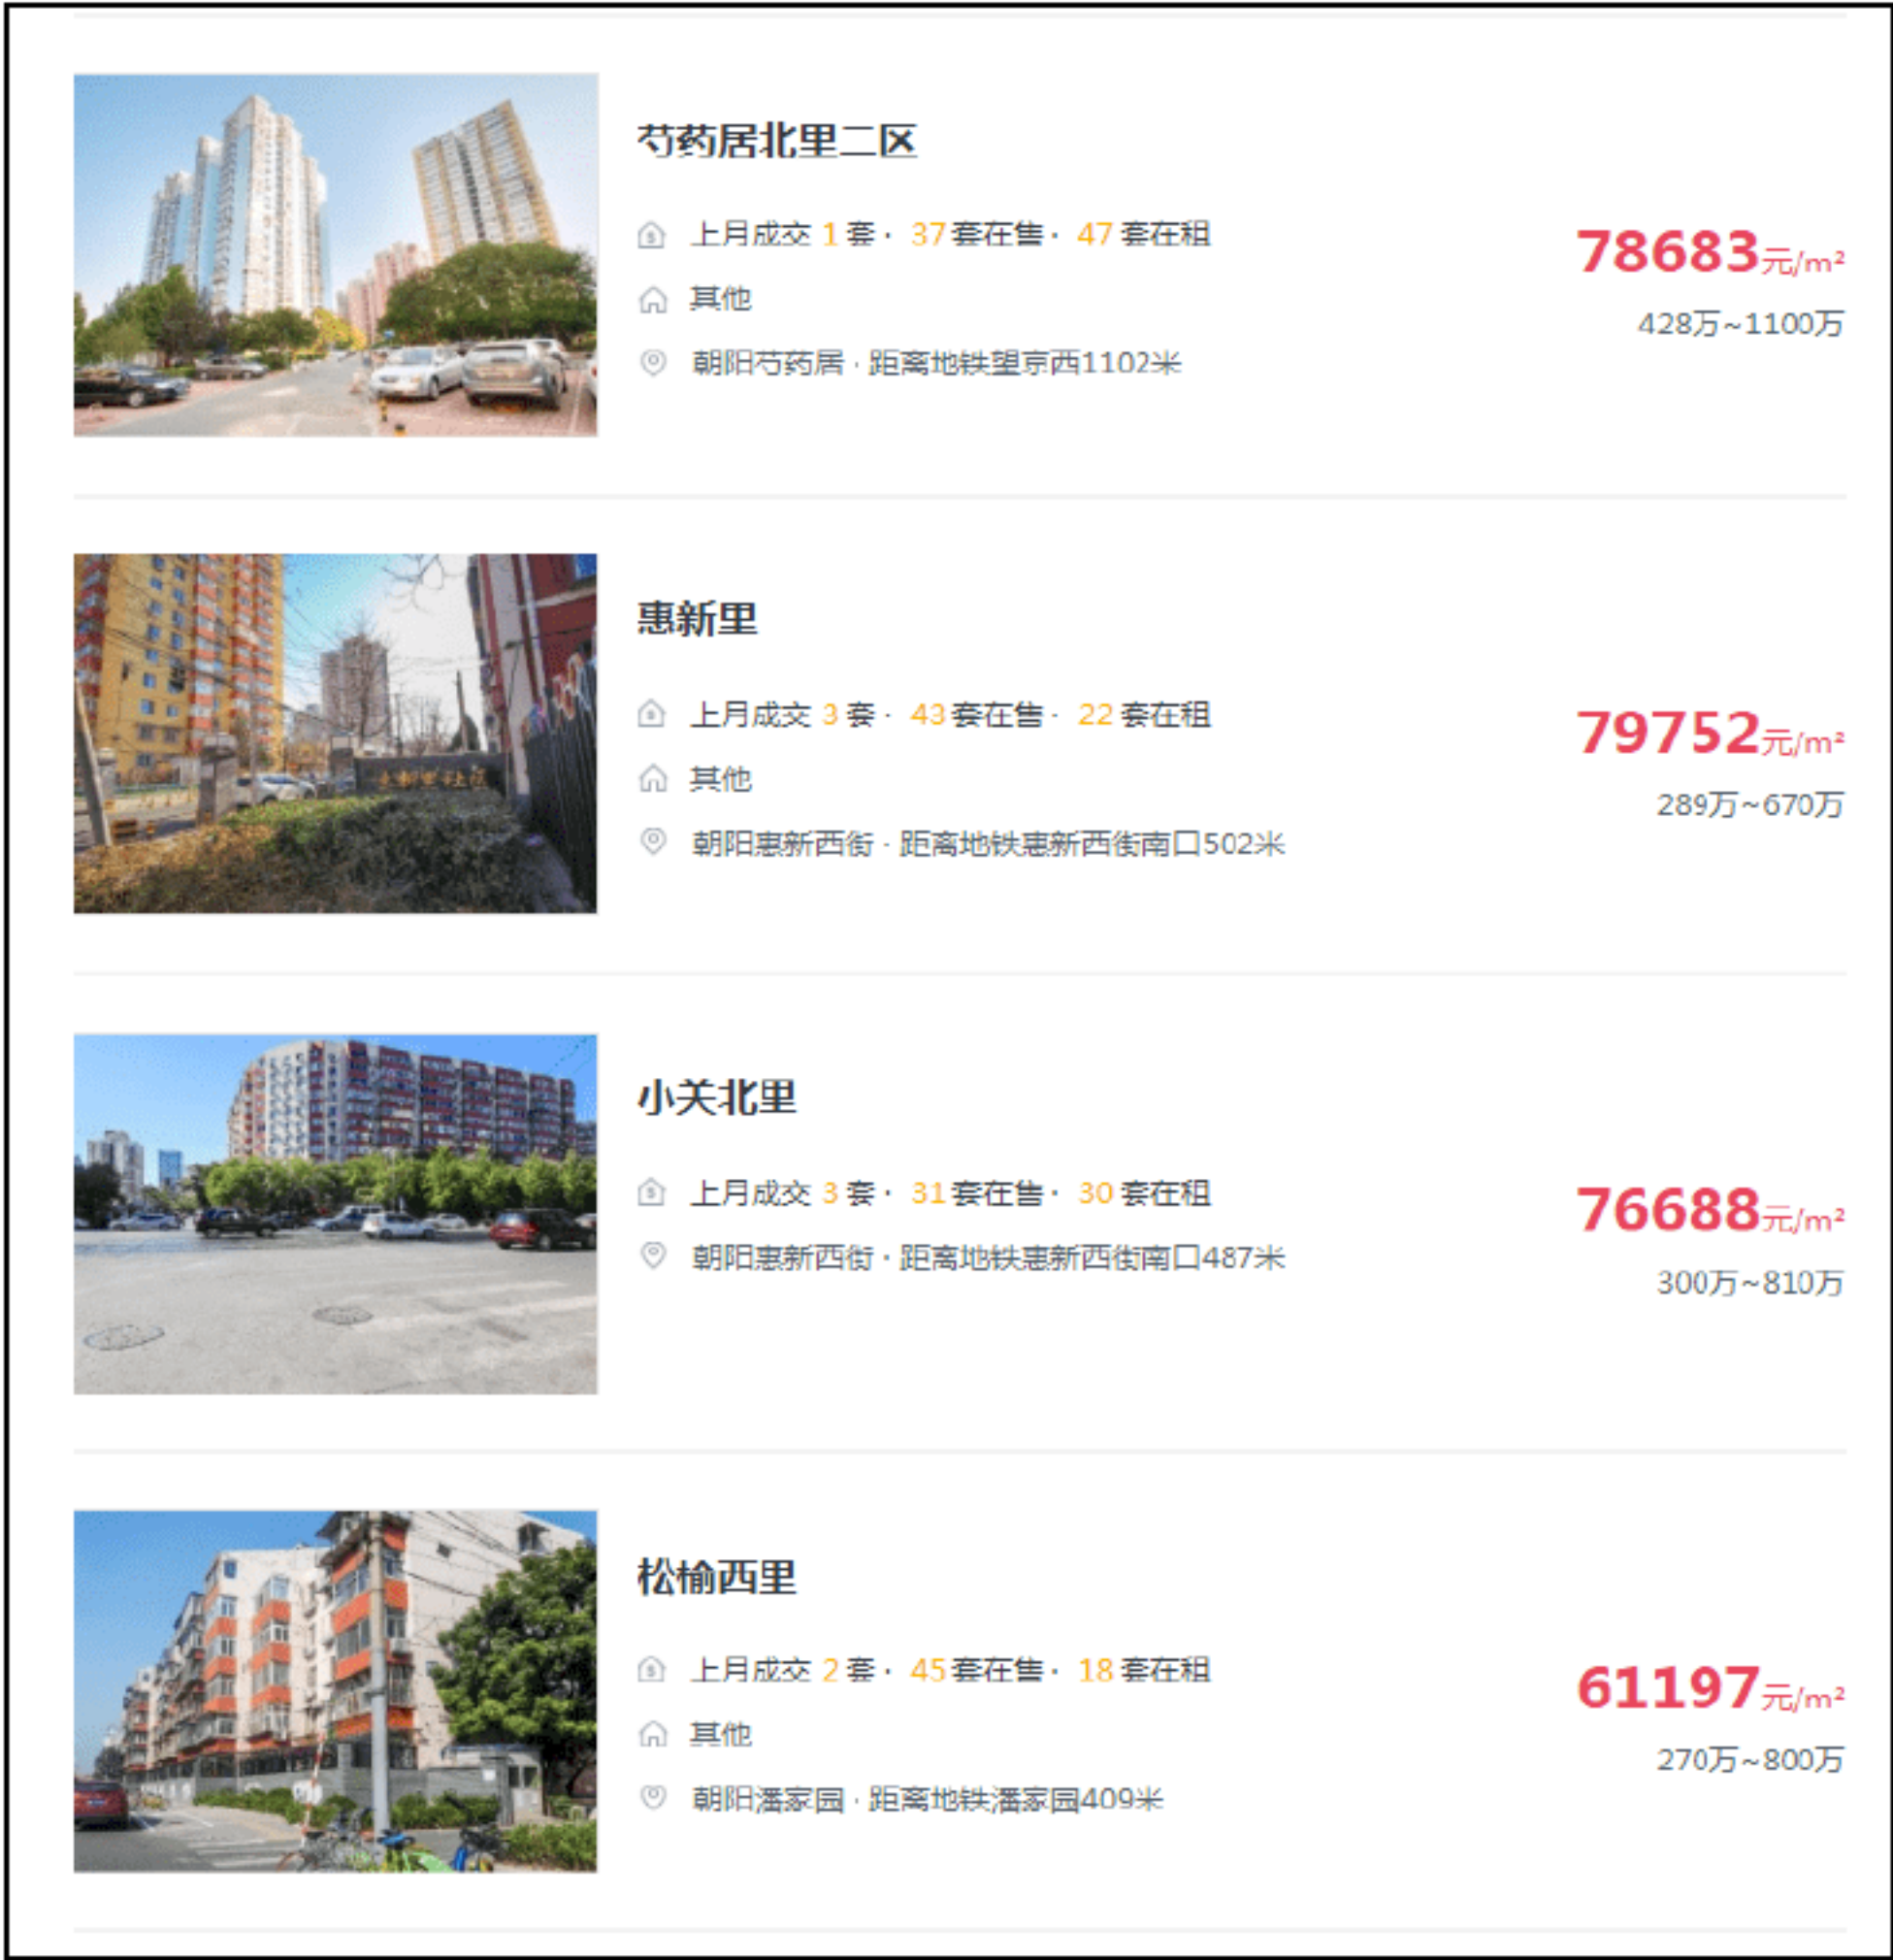 芍药居北里二区
上月成交 1 套 · 37 套在售 · 47 套在租
其他
朝阳芍药居 · 距离地铁望京西1102米
78683元/m²
428万~1100万
惠新里
上月成交 3 套 · 43 套在售 · 22 套在租
其他
朝阳惠新西街 · 距离地铁惠新西街南口502米
79752元/m²
289万~670万
小关北里
上月成交 3 套 · 31 套在售 · 30 套在租
朝阳惠新西街 · 距离地铁惠新西街南口487米
76688元/m²
300万~810万
松榆西里
上月成交 2 套 · 45 套在售 · 18 套在租
其他
朝阳潘家园 · 距离地铁潘家园409米
61197元/m²
270万~800万